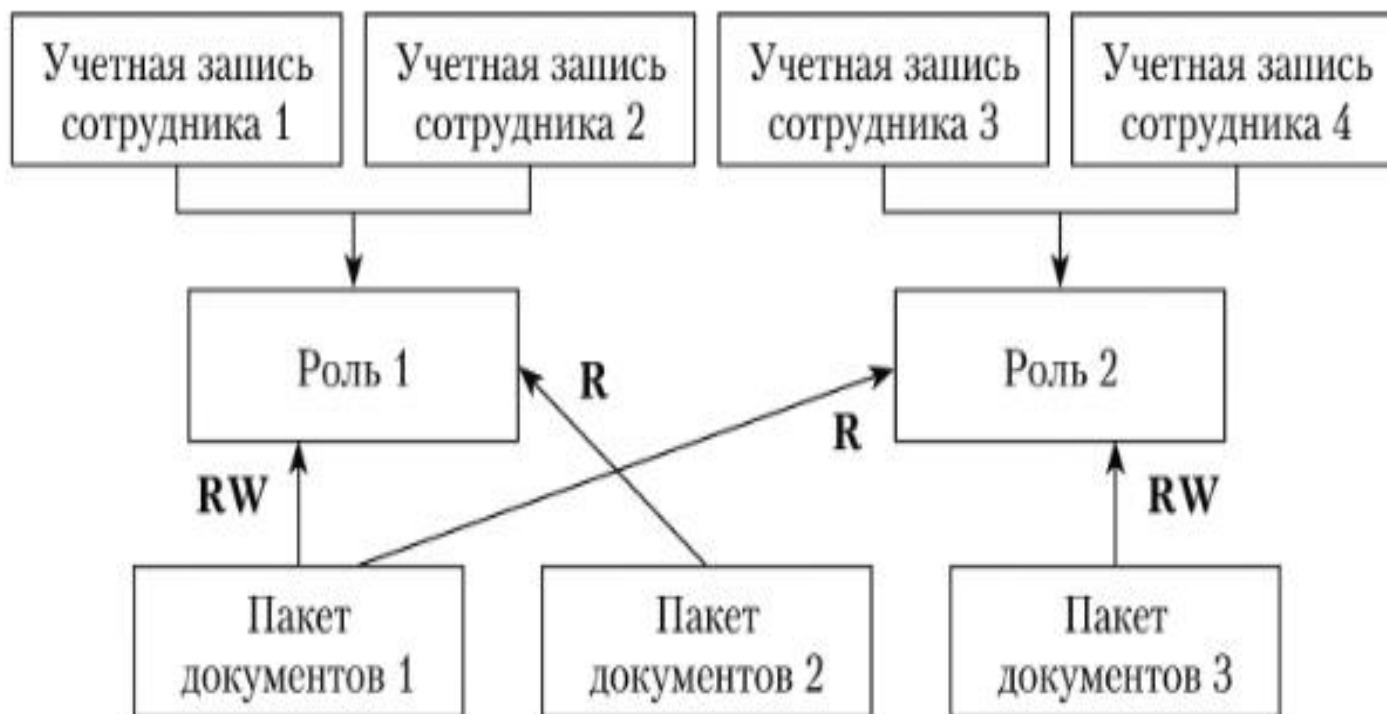 Учетная запись
сотрудника 1
Учетная запись
сотрудника 2
Учетная запись
сотрудника 3
Учетная запись
сотрудника 4
Роль 1
Роль 2
R
R
RW
RW
Пакет
документов 1
Пакет
документов 2
Пакет
документов 3